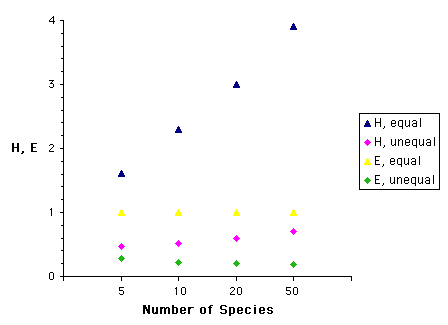 4
3
H, E
2
1
0
5 10 20 50
Number of Species
H, equal
H, unequal
E, equal
E, unequal